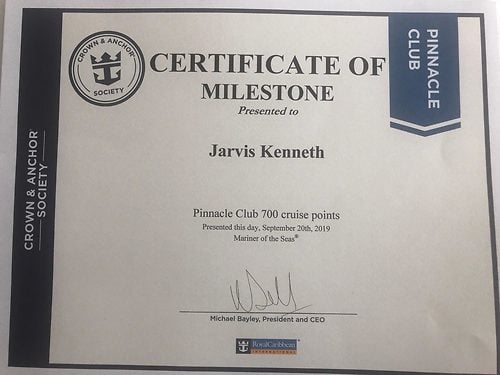 CROWN & ANCHOR
SOCIETY
CERTIFICATE OF
MILESTONE
Presented to
PINNACLE
CLUB
Jarvis Kenneth
CROWN & ANCHOR
SOCIETY
Pinnacle Club 700 cruise points
Presented this day, September 20th, 2019
Mariner of the Seas®
Michael Bayley, President and CEO
RoyalCaribbean
INTERNATIONAL